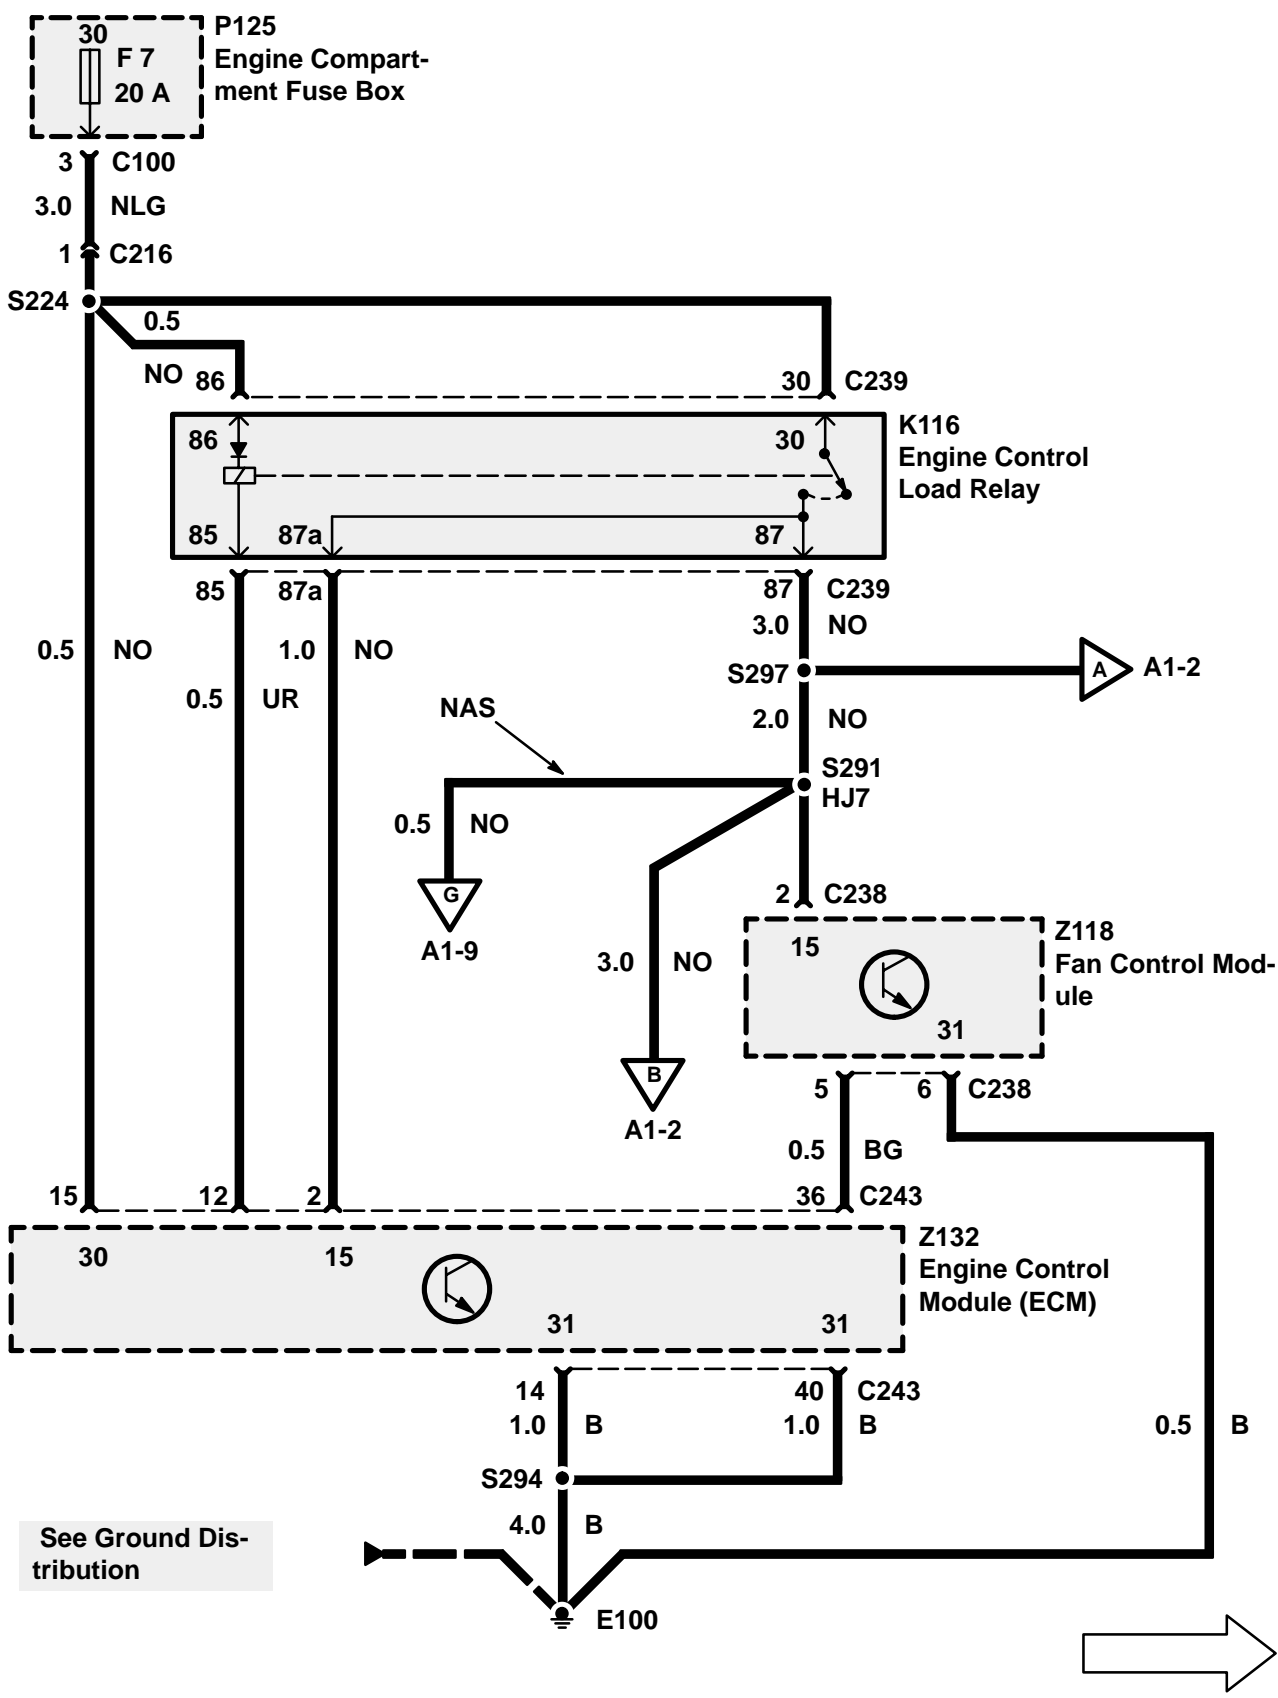 P125
30
F 7
Engine Compart-
20 A
ment Fuse Box
3 C100
3.0 NLG
1 C216
S224
0.5
NO 86
30 C239
K116
86
30
Engine Control
Load Relay
85 87a 87
85 87a 87 C239
3.0 NO
0.5 NO
1.0 NO
A A1-2
S297
0.5 UR
NAS
2.0 NO
S291
HJ7
0.5 NO
G
2 C238
Z118
15
A1-9
3.0 NO
Fan Control Mod-
ule
31
B
5 6 C238
A1-2
0.5 BG
15 12 2 36 C243
Z132
30 15
Engine Control
Module (ECM)
31 31
14 40 C243
1.0 B 1.0 B
0.5 B
S294
4.0 B
See Ground Dis-
tribution
E100